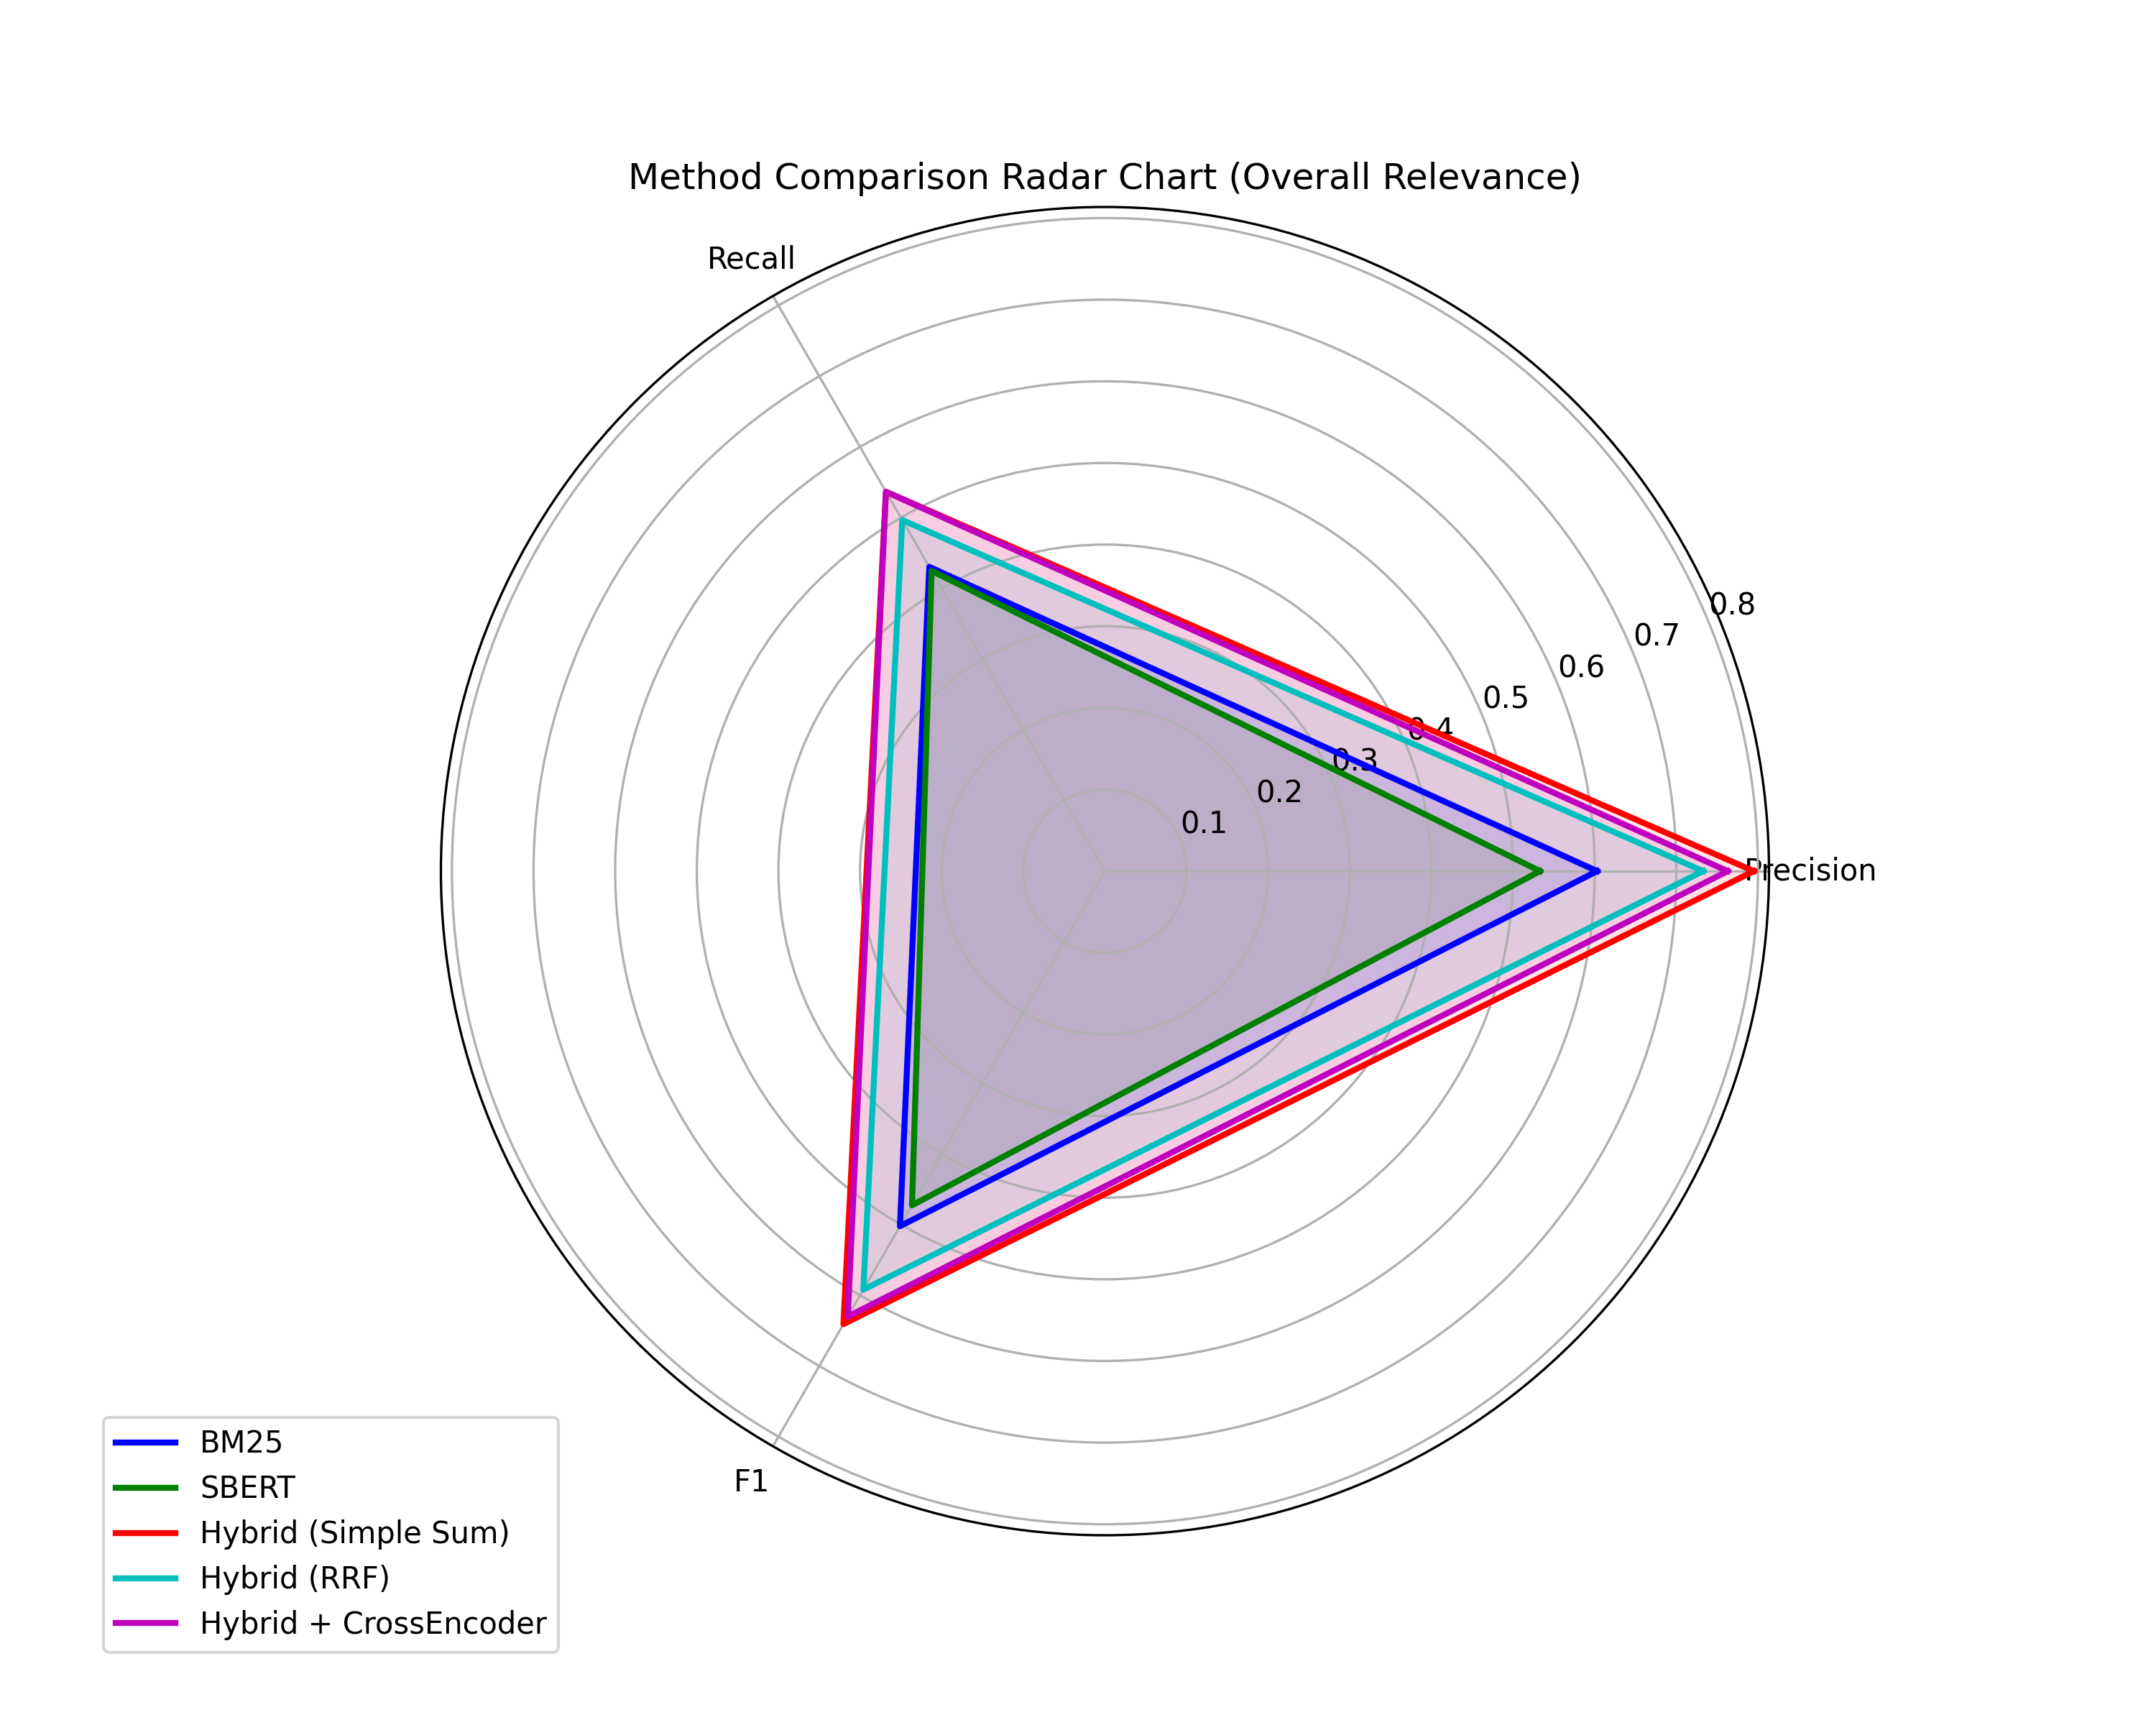 Method Comparison Radar Chart (Overall Relevance)
Recall
0.8
0.7
0.6
0.5
0.4
0.3
0.2
0.1
Precision
F1
BM25
SBERT
Hybrid (Simple Sum)
Hybrid (RRF)
Hybrid + CrossEncoder